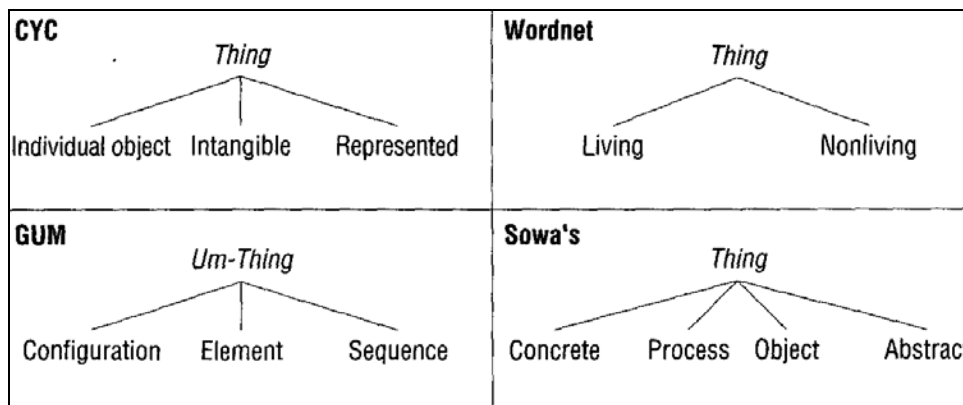 CYC
Thing
Individual object Intangible Represented
Wordnet
Thing
Living Nonliving
GUM
Um-Thing
Configuration Element Sequence
Sowa's
Thing
Concrete Process Object Abstrac